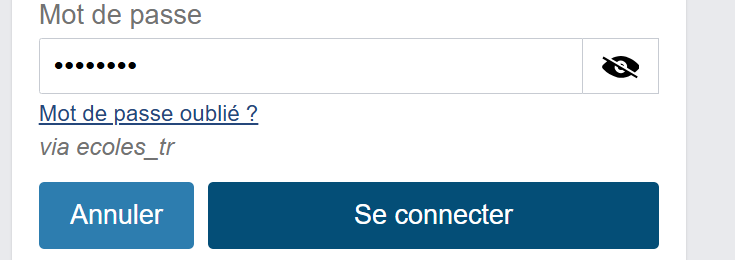 Mot de passe
••••••••
Mot de passe oublié ?
via ecoles_tr
Annuler
Se connecter